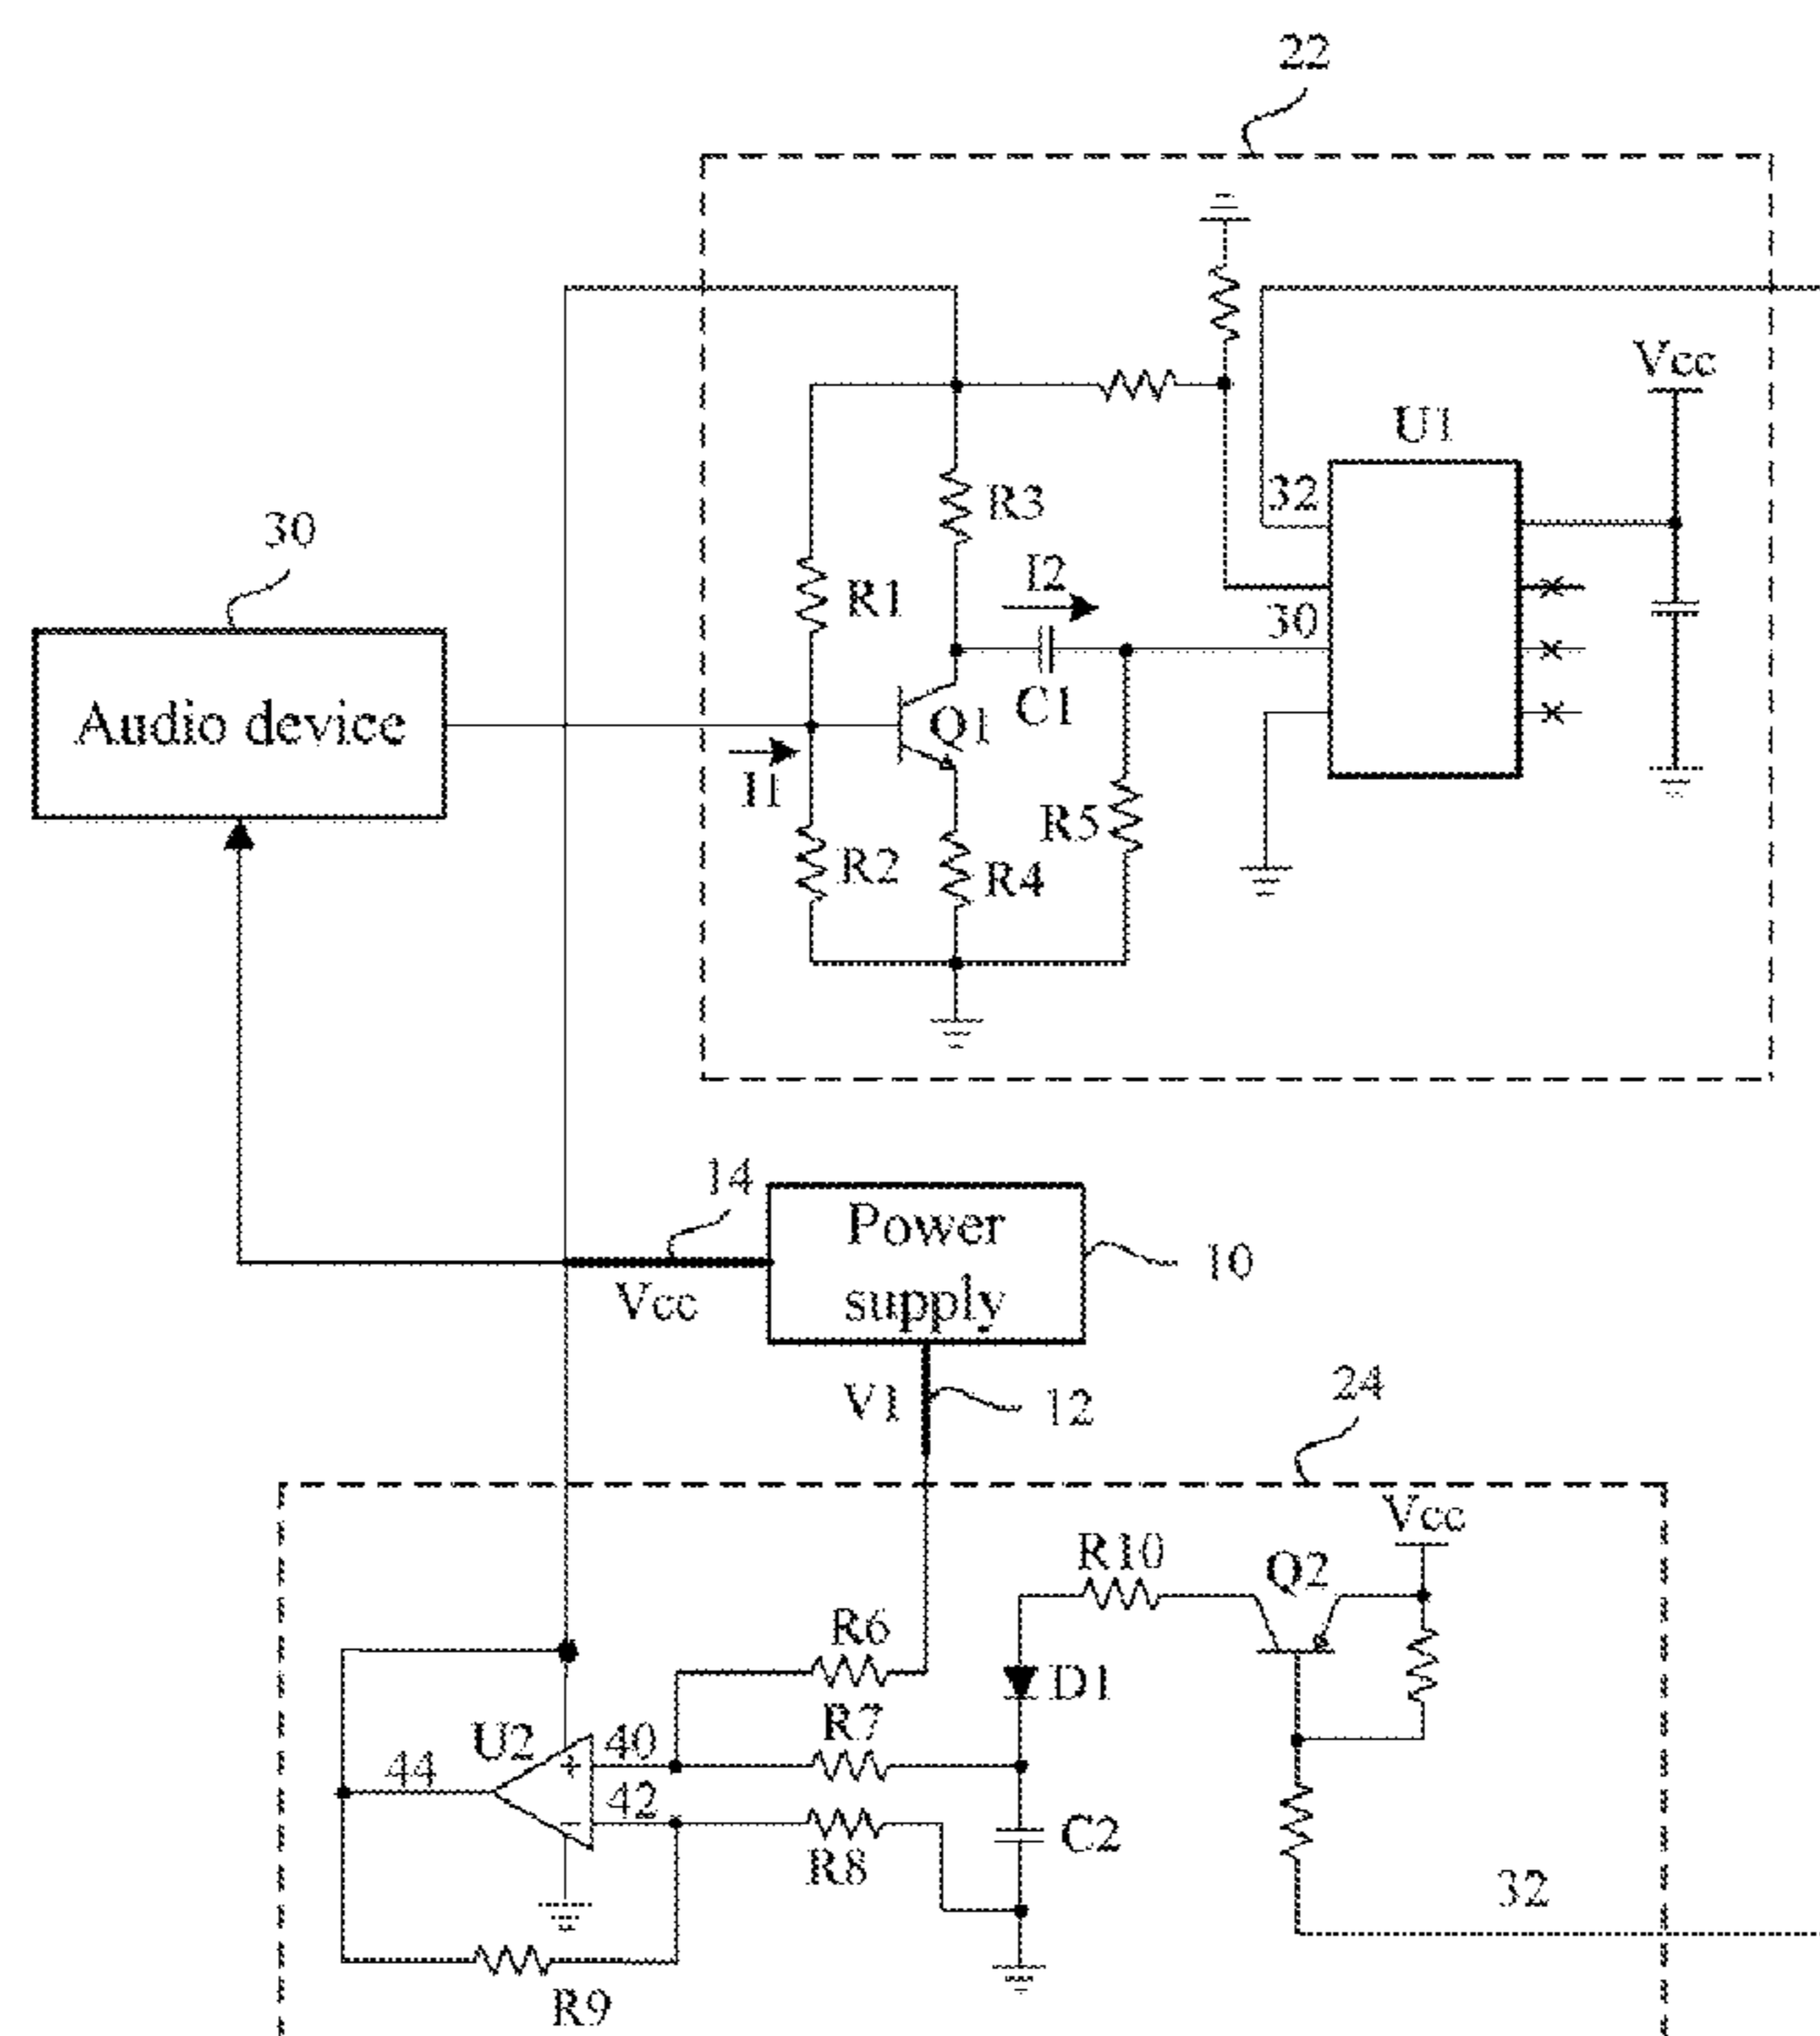 22
Vcc
U1
32
R3
30
I2
R1
30
Audio device
Q1
C1
I1
R5
R2
R4
14
Power
supply
10
Vcc
V1
12
24
Vcc
R10
Q2
R6
D1
R7
U2
40
44
42
C2
R8
32
R9